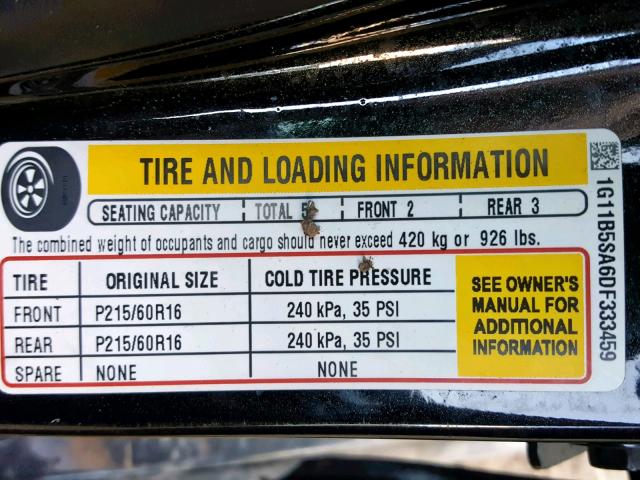 TIRE AND LOADING INFORMATION
SEATING CAPACITY TOTAL 5 FRONT 2 REAR 3
The combined weight of occupants and cargo should never exceed 420 kg or 926 lbs.
TIRE ORIGINAL SIZE COLD TIRE PRESSURE
FRONT P215/60R16 240 kPa, 35 PSI
REAR P215/60R16 240 kPa, 35 PSI
SPARE NONE NONE
SEE OWNER'S
MANUAL FOR
ADDITIONAL
INFORMATION
1G11B5SA6DF333459